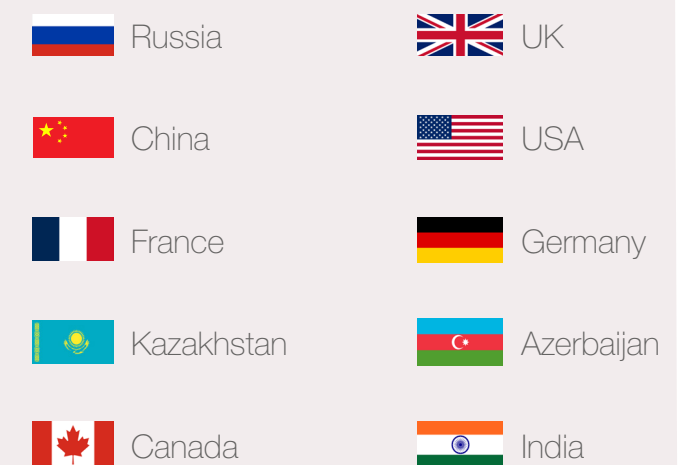 Russia
UK
China
USA
France
Germany
Kazakhstan
Azerbaijan
Canada
India